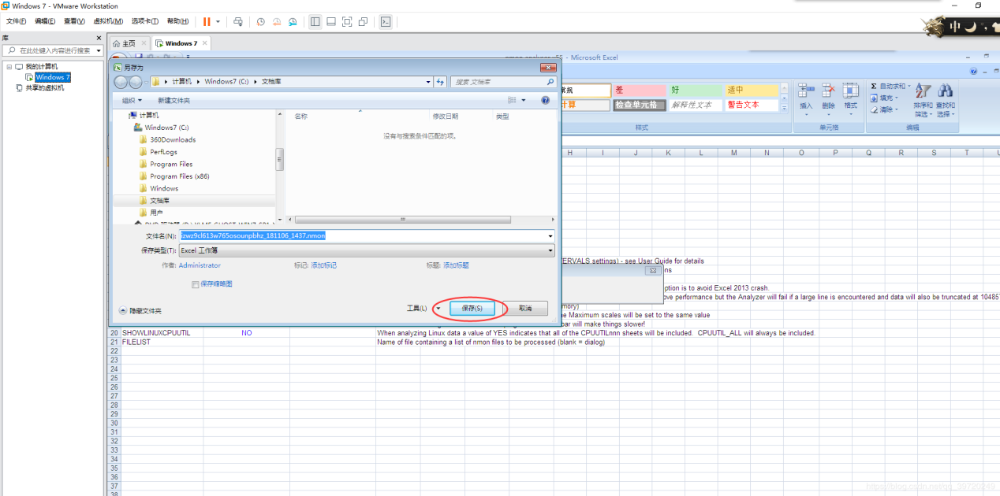 Windows 7 - VMware Workstation
文件(F) 编辑(E) 查看(V) 虚拟机(M) 选项卡(T) 帮助(H)
中
库
主页 Windows 7
在此处键入内容进行搜索
我的计算机
Windows 7
共享的虚拟机
Microsoft Excel
另存为
计算机 Windows7 (C:) 文档库
搜索 文档库
组织 新建文件夹
计算机
Windows7 (C:)
360Downloads
PerfLogs
Program Files
Program Files (x86)
Windows
文档库
用户
名称 修改日期 类型
没有与搜索条件匹配的项。
文件名(N): izwz9cl613w765osounpbhz_181106_1437.nmon
保存类型(T): Excel 工作簿
作者: Administrator 标记: 添加标记 标题: 添加标题
保存缩略图
隐藏文件夹
工具(L) 保存(S) 取消
常规 差 好 适中
计算 检查单元格 解释性文本 警告文本
样式
插入 删除 格式
单元格
Σ 自动求和
填充
清除
排序和筛选 查找和选择
编辑
H I J K L M N O P Q R S T U
ERVALS settings) - see User Guide for details
ns
ption is to avoid Excel 2013 crash.
ove performance but the Analyzer will fail if a large line is encountered and data will also be truncated at 10485
mory)
e Maximum scales will be set to the same value
bar will make things slower!
20 SHOWLINUXCPUUTIL NO When analyzing Linux data a value of YES indicates that all of the CPUUTILnnn sheets will be included. CPUUTIL_ALL will always be included.
21 FILELIST Name of file containing a list of nmon files to be processed (blank = dialog)
22
23
24
25
26
27
28
29
30
31
32
33
34
35
36
37
38